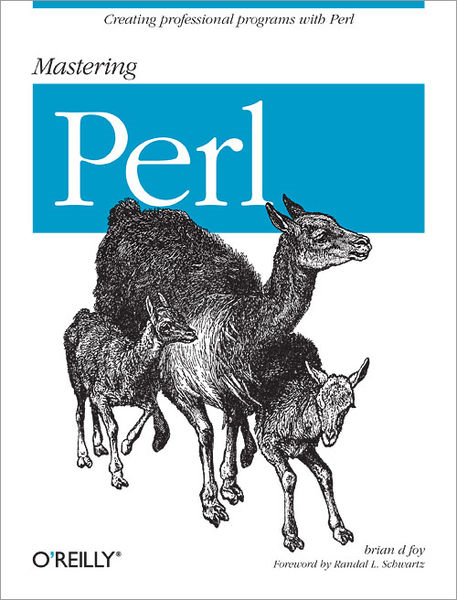 Creating professional programs with Perl
Mastering
Perl
O'REILLY®
brian d foy
Foreword by Randal L. Schwartz